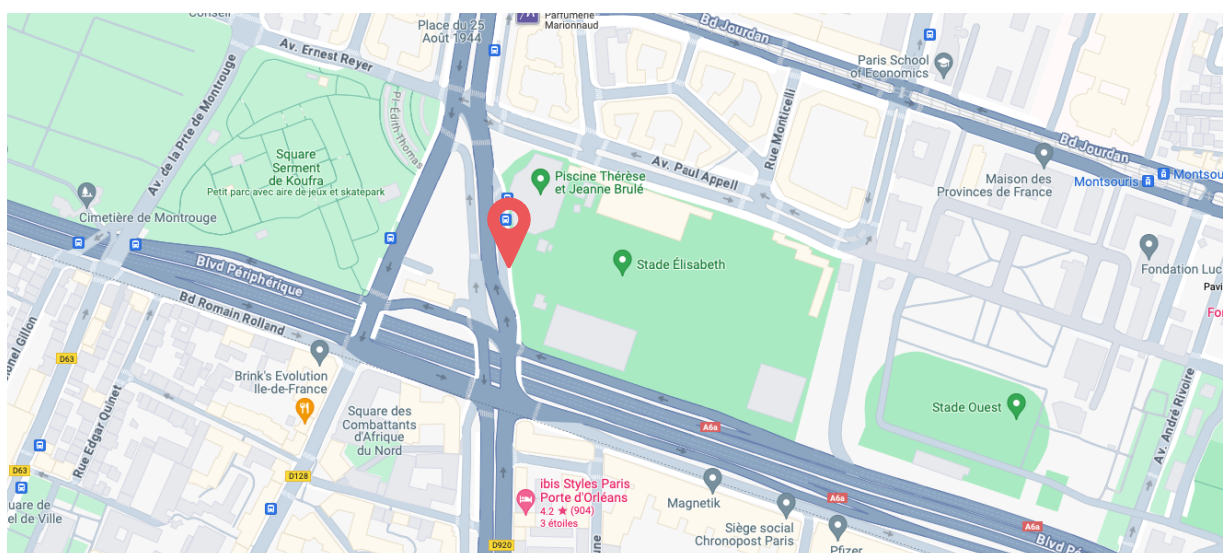 Conseil
Place du 25
Août 1944
Parfumerie
Marionnaud
Bd Jourdan
Paris School
of Economics
Av. Ernest Reyer
Pl. Édith Thomas
Av. de la Prte de Montrouge
Square
Serment
de Koufra
Petit parc avec aire de jeux et skatepark
Cimetière de Montrouge
Piscine Thérèse
et Jeanne Brulé
Av. Paul Appell
Rue Monticelli
Bd Jourdan
Maison des
Provinces de France
Montsouris
Montsou
Stade Élisabeth
Fondation Luc
Pavi
For
Blvd Périphérique
Bd Romain Rolland
onel Gillon
D63
Brink's Evolution
Ile-de-France
Rue Edgar Quinet
Square des
Combattants
d'Afrique
du Nord
Stade Ouest
Av. André Rivoire
A6a
D63
D128
uare de
el de Ville
ibis Styles Paris
Porte d'Orléans
4.2 ★ (904)
3 étoiles
Magnetik
A6a
Siège social
Chronopost Paris
Pfizer
A6a
D920
Blvd Pé